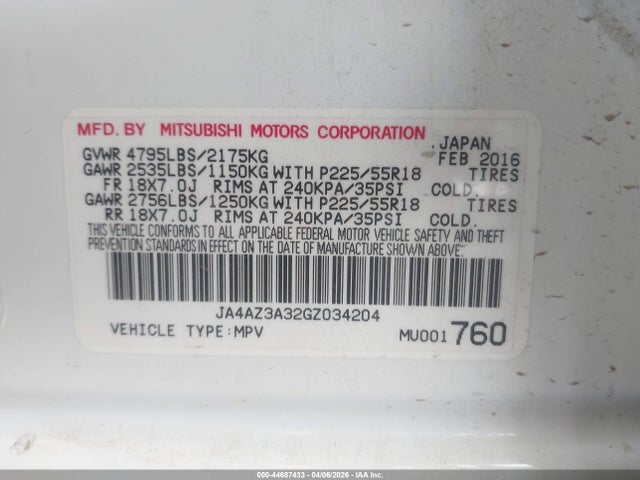 MFD. BY MITSUBISHI MOTORS CORPORATION
JAPAN
GVWR 4795LBS/2175KG FEB 2016
GAWR 2535LBS/1150KG WITH P225/55R18 TIRES
FR 18X7.0J RIMS AT 240KPA/35PSI COLD.
GAWR 2756LBS/1250KG WITH P225/55R18 TIRES
RR 18X7.0J RIMS AT 240KPA/35PSI COLD.
THIS VEHICLE CONFORMS TO ALL APPLICABLE FEDERAL MOTOR VEHICLE SAFETY AND THEFT
PREVENTION STANDARDS IN EFFECT ON THE DATE OF MANUFACTURE SHOWN ABOVE.
JA4AZ3A32GZ034204
VEHICLE TYPE:MPV MU001 760
000-44687433 04/06/2026 - IAA Inc.